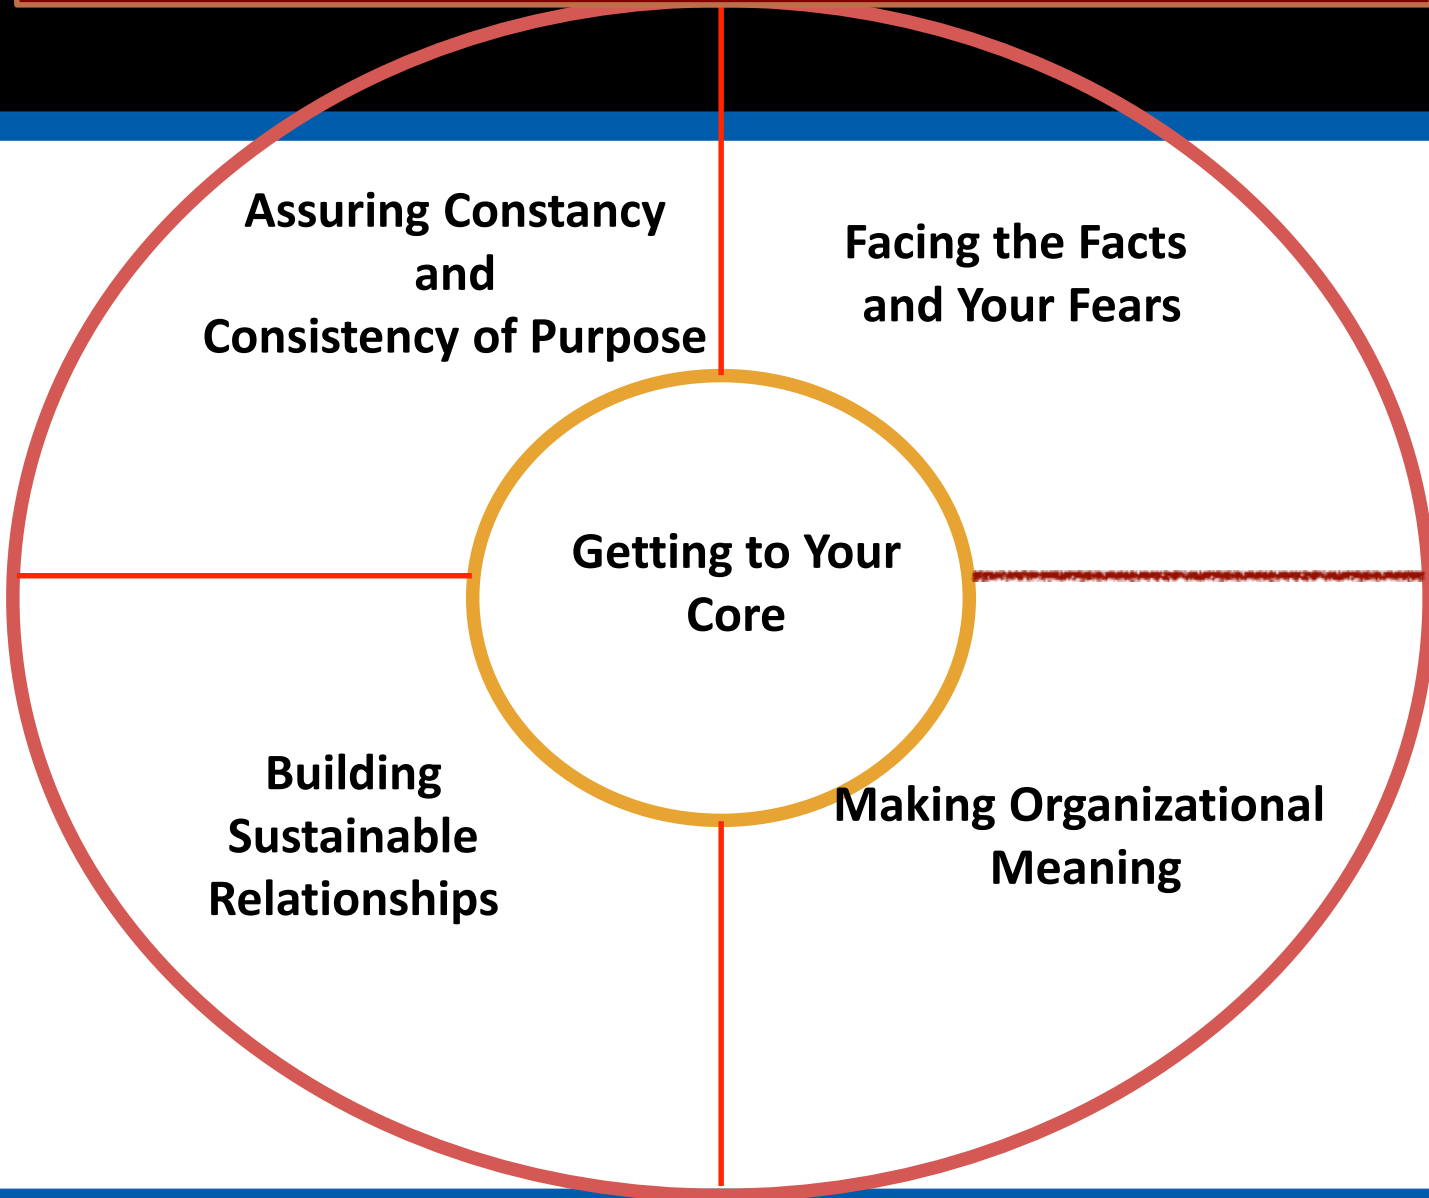 Assuring Constancy
and
Consistency of Purpose
Facing the Facts
and Your Fears
Getting to Your
Core
Building
Sustainable
Relationships
Making Organizational
Meaning